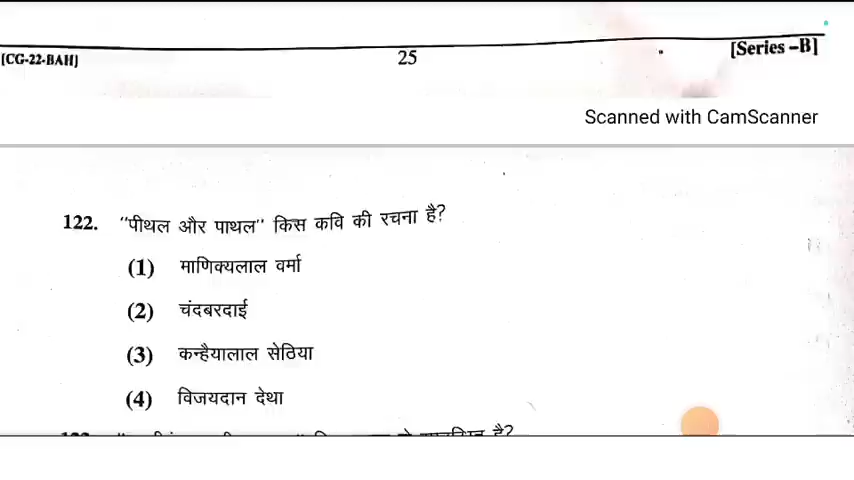 [CG-22-BAH] 25 [Series –B]
Scanned with CamScanner
122. "पीथल और पाथल" किस कवि की रचना है?
(1) माणिक्यलाल वर्मा
(2) चंदबरदाई
(3) कन्हैयालाल सेठिया
(4) विजयदान देथा
है?